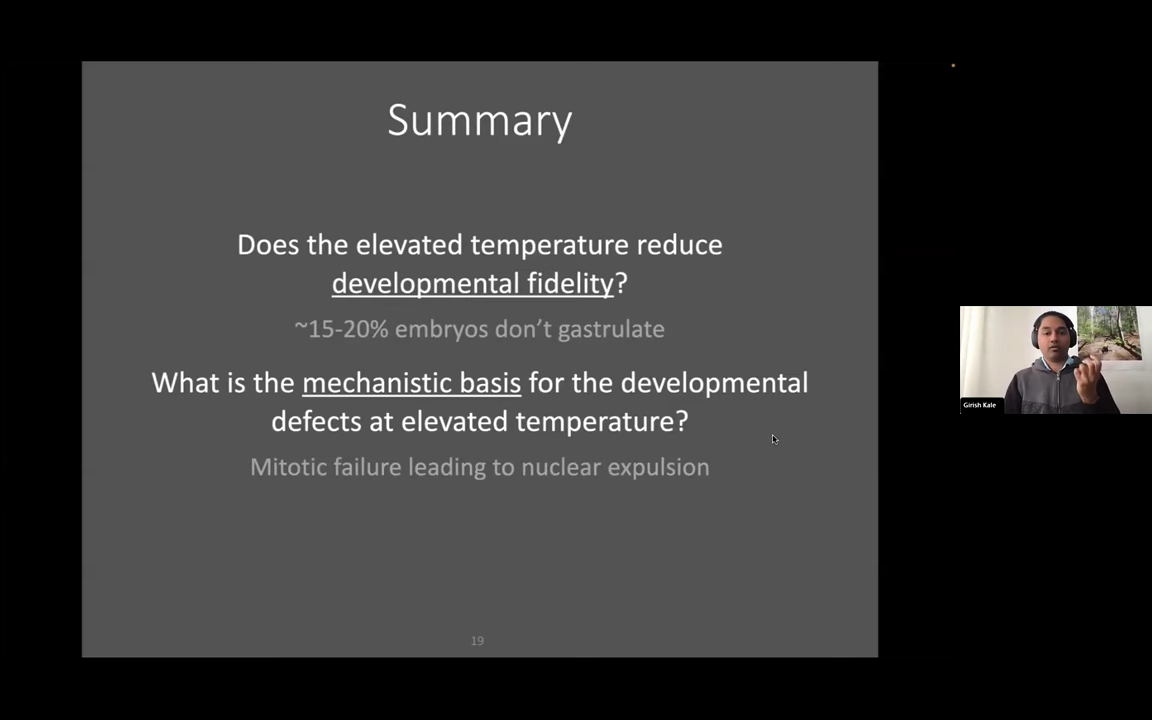 Summary
Does the elevated temperature reduce
developmental fidelity?
~15-20% embryos don’t gastrulate
What is the mechanistic basis for the developmental
defects at elevated temperature?
Mitotic failure leading to nuclear expulsion
19
Girish Kale